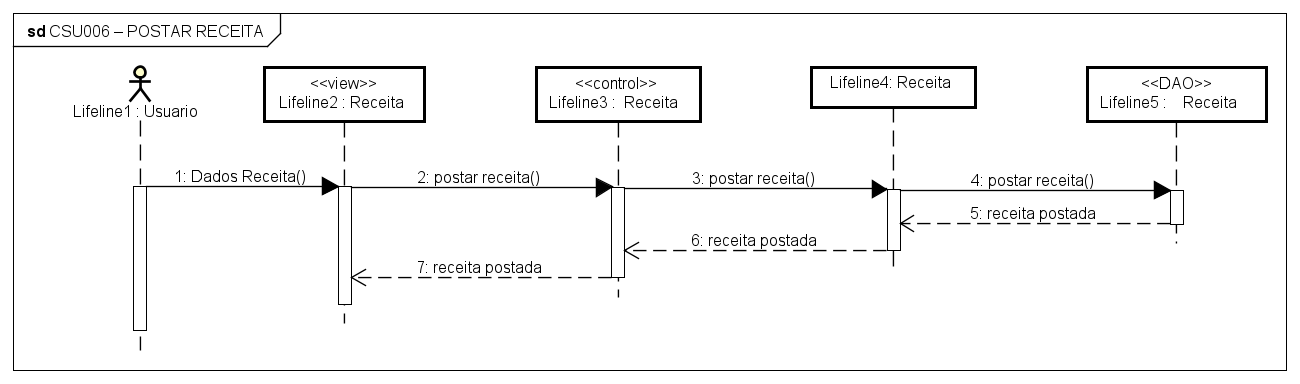 sd CSU006 – POSTAR RECEITA
Lifeline1 : Usuario
<<view>>
Lifeline2 : Receita
<<control>>
Lifeline3 : Receita
Lifeline4: Receita
<<DAO>>
Lifeline5 : Receita
1: Dados Receita()
2: postar receita()
3: postar receita()
4: postar receita()
5: receita postada
6: receita postada
7: receita postada